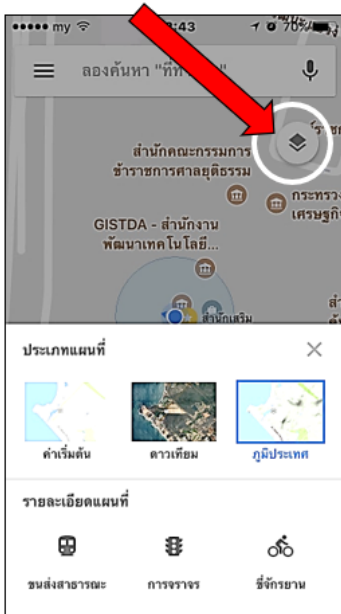 my
:43
70%
ลองค้นหา "ที่
สำนักคณะกรรมการ
ข้าราชการศาลยุติธรรม
กระทรวง
เศรษฐกิ
GISTDA - สำนักงาน
พัฒนาเทคโนโลยี...
สำนักเสริม
ประเภทแผนที่
ค่าเริ่มต้น ดาวเทียม ภูมิประเทศ
รายละเอียดแผนที่
ขนส่งสาธารณะ การจราจร ขี่จักรยาน